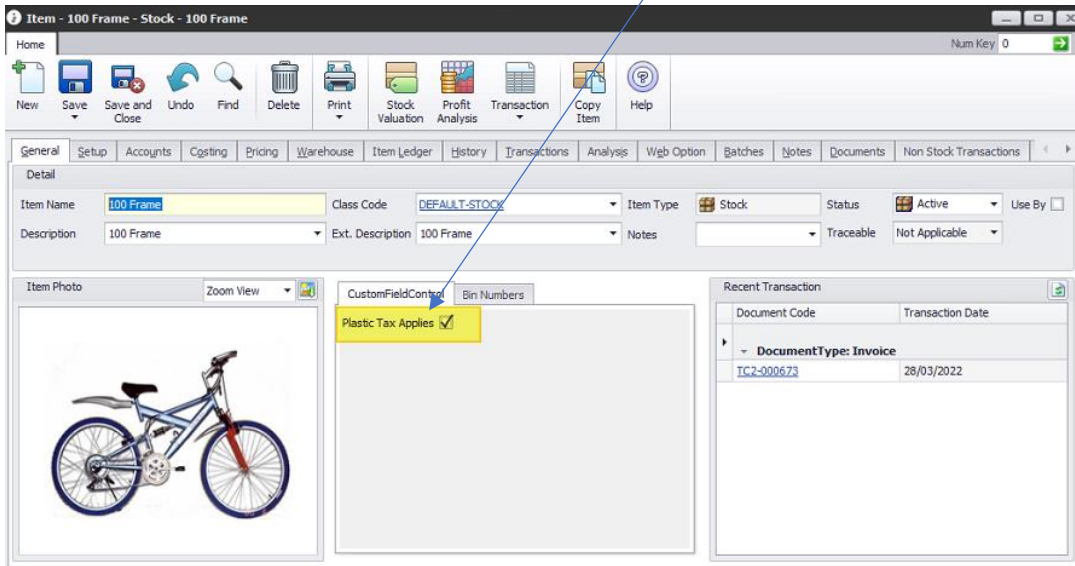 Item - 100 Frame - Stock - 100 Frame
Home
Num Key 0
New Save Save and Close Undo Find Delete Print Stock Valuation Profit Analysis Transaction Copy Item Help
General Setup Accounts Costing Pricing Warehouse Item Ledger History Transactions Analysis Web Option Batches Notes Documents Non Stock Transactions
Detail
Item Name 100 Frame Class Code DEFAULT-STOCK Item Type Stock Status Active Use By
Description 100 Frame Ext. Description 100 Frame Notes Traceable Not Applicable
Item Photo Zoom View
CustomFieldControl Bin Numbers
Plastic Tax Applies
Recent Transaction
Document Code Transaction Date
DocumentType: Invoice
TC2-000673 28/03/2022